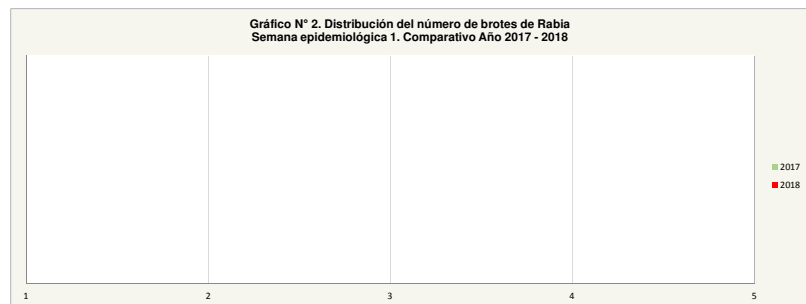 Gráfico N° 2. Distribución del número de brotes de Rabia
Semana epidemiológica 1. Comparativo Año 2017 - 2018
2017
2018
1 2 3 4 5